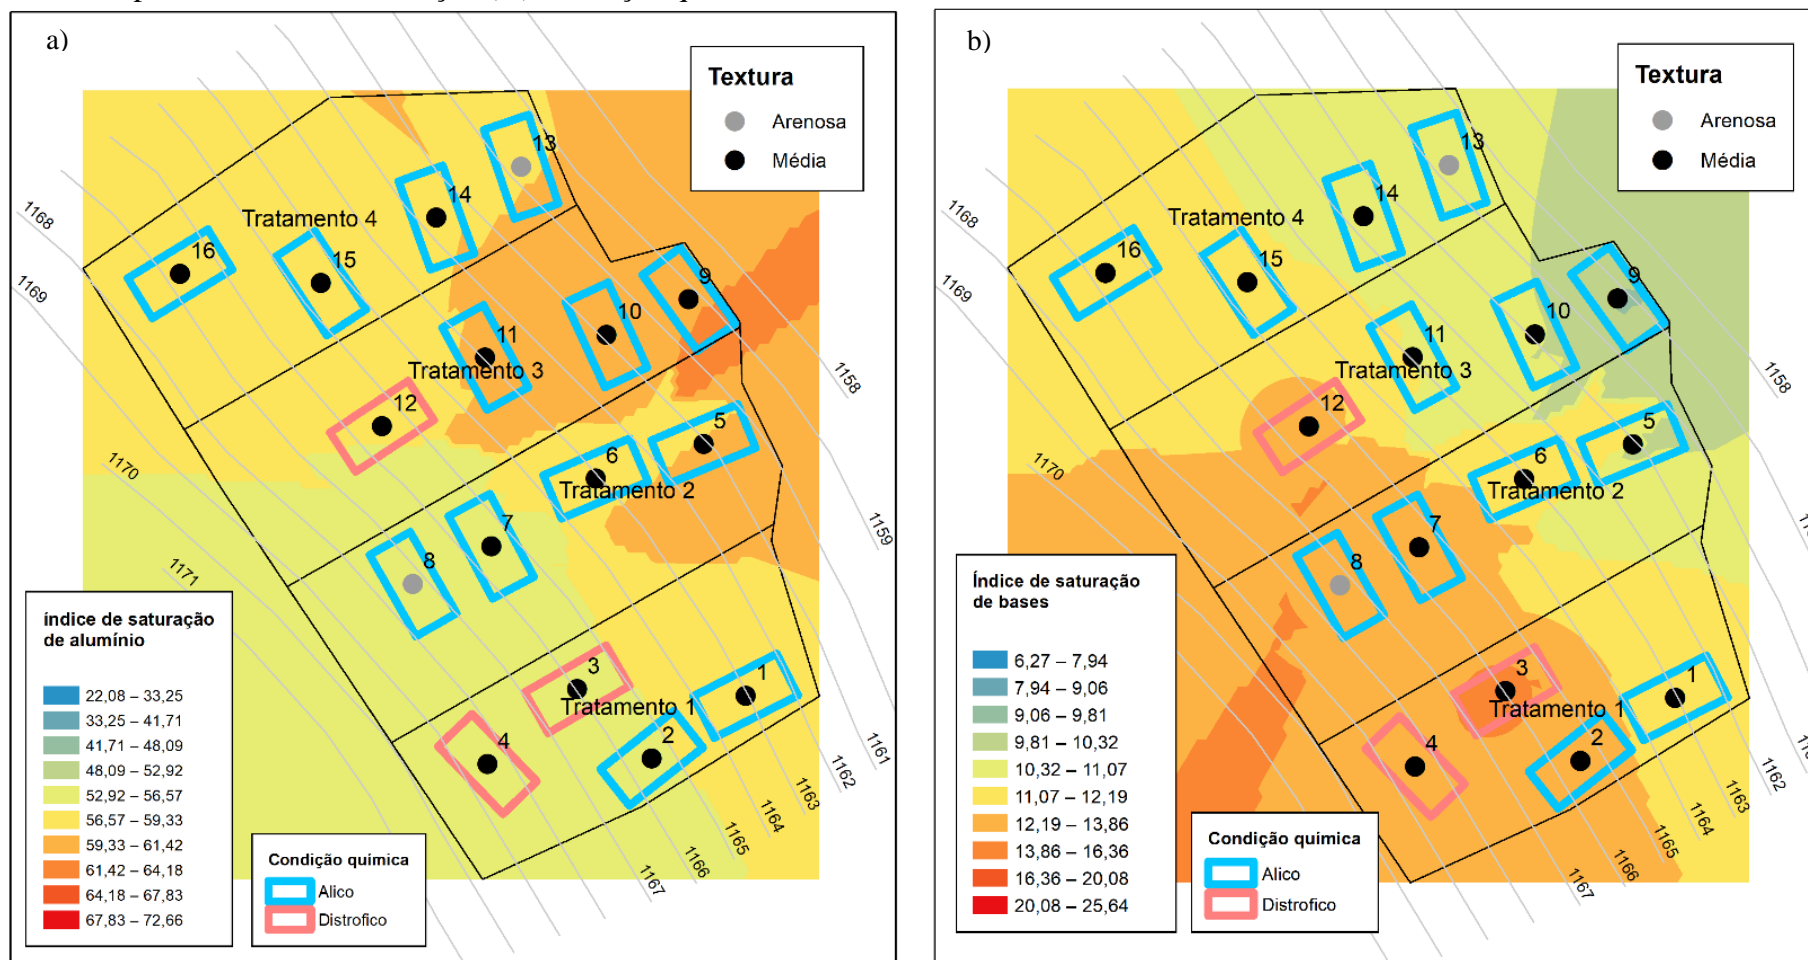 a)
Textura
Arenosa
Média
13
14
Tratamento 4
16
15
9
10
11
Tratamento 3
12
5
6
Tratamento 2
7
8
3
1
Tratamento 1
2
4
1168
1169
1170
1171
1158
1159
1161
1162
1163
1164
1165
1166
1167
índice de saturação
de alumínio
22,08 – 33,25
33,25 – 41,71
41,71 – 48,09
48,09 – 52,92
52,92 – 56,57
56,57 – 59,33
59,33 – 61,42
61,42 – 64,18
64,18 – 67,83
67,83 – 72,66
Condição química
Alico
Distrofico
b)
Textura
Arenosa
Média
13
14
Tratamento 4
16
15
9
10
11
Tratamento 3
12
5
6
Tratamento 2
7
8
3
1
Tratamento 1
2
4
1168
1169
1170
1158
1162
1163
1164
1165
1166
1167
Índice de saturação
de bases
6,27 – 7,94
7,94 – 9,06
9,06 – 9,81
9,81 – 10,32
10,32 – 11,07
11,07 – 12,19
12,19 – 13,86
13,86 – 16,36
16,36 – 20,08
20,08 – 25,64
Condição química
Alico
Distrofico